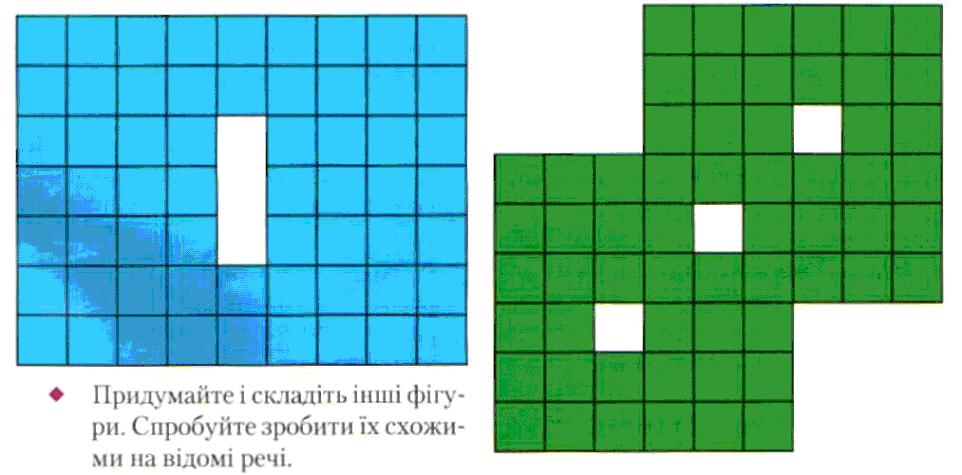 ◆ Придумайте і складіть інші фігу-
ри. Спробуйте зробити їх схожи-
ми на відомі речі.